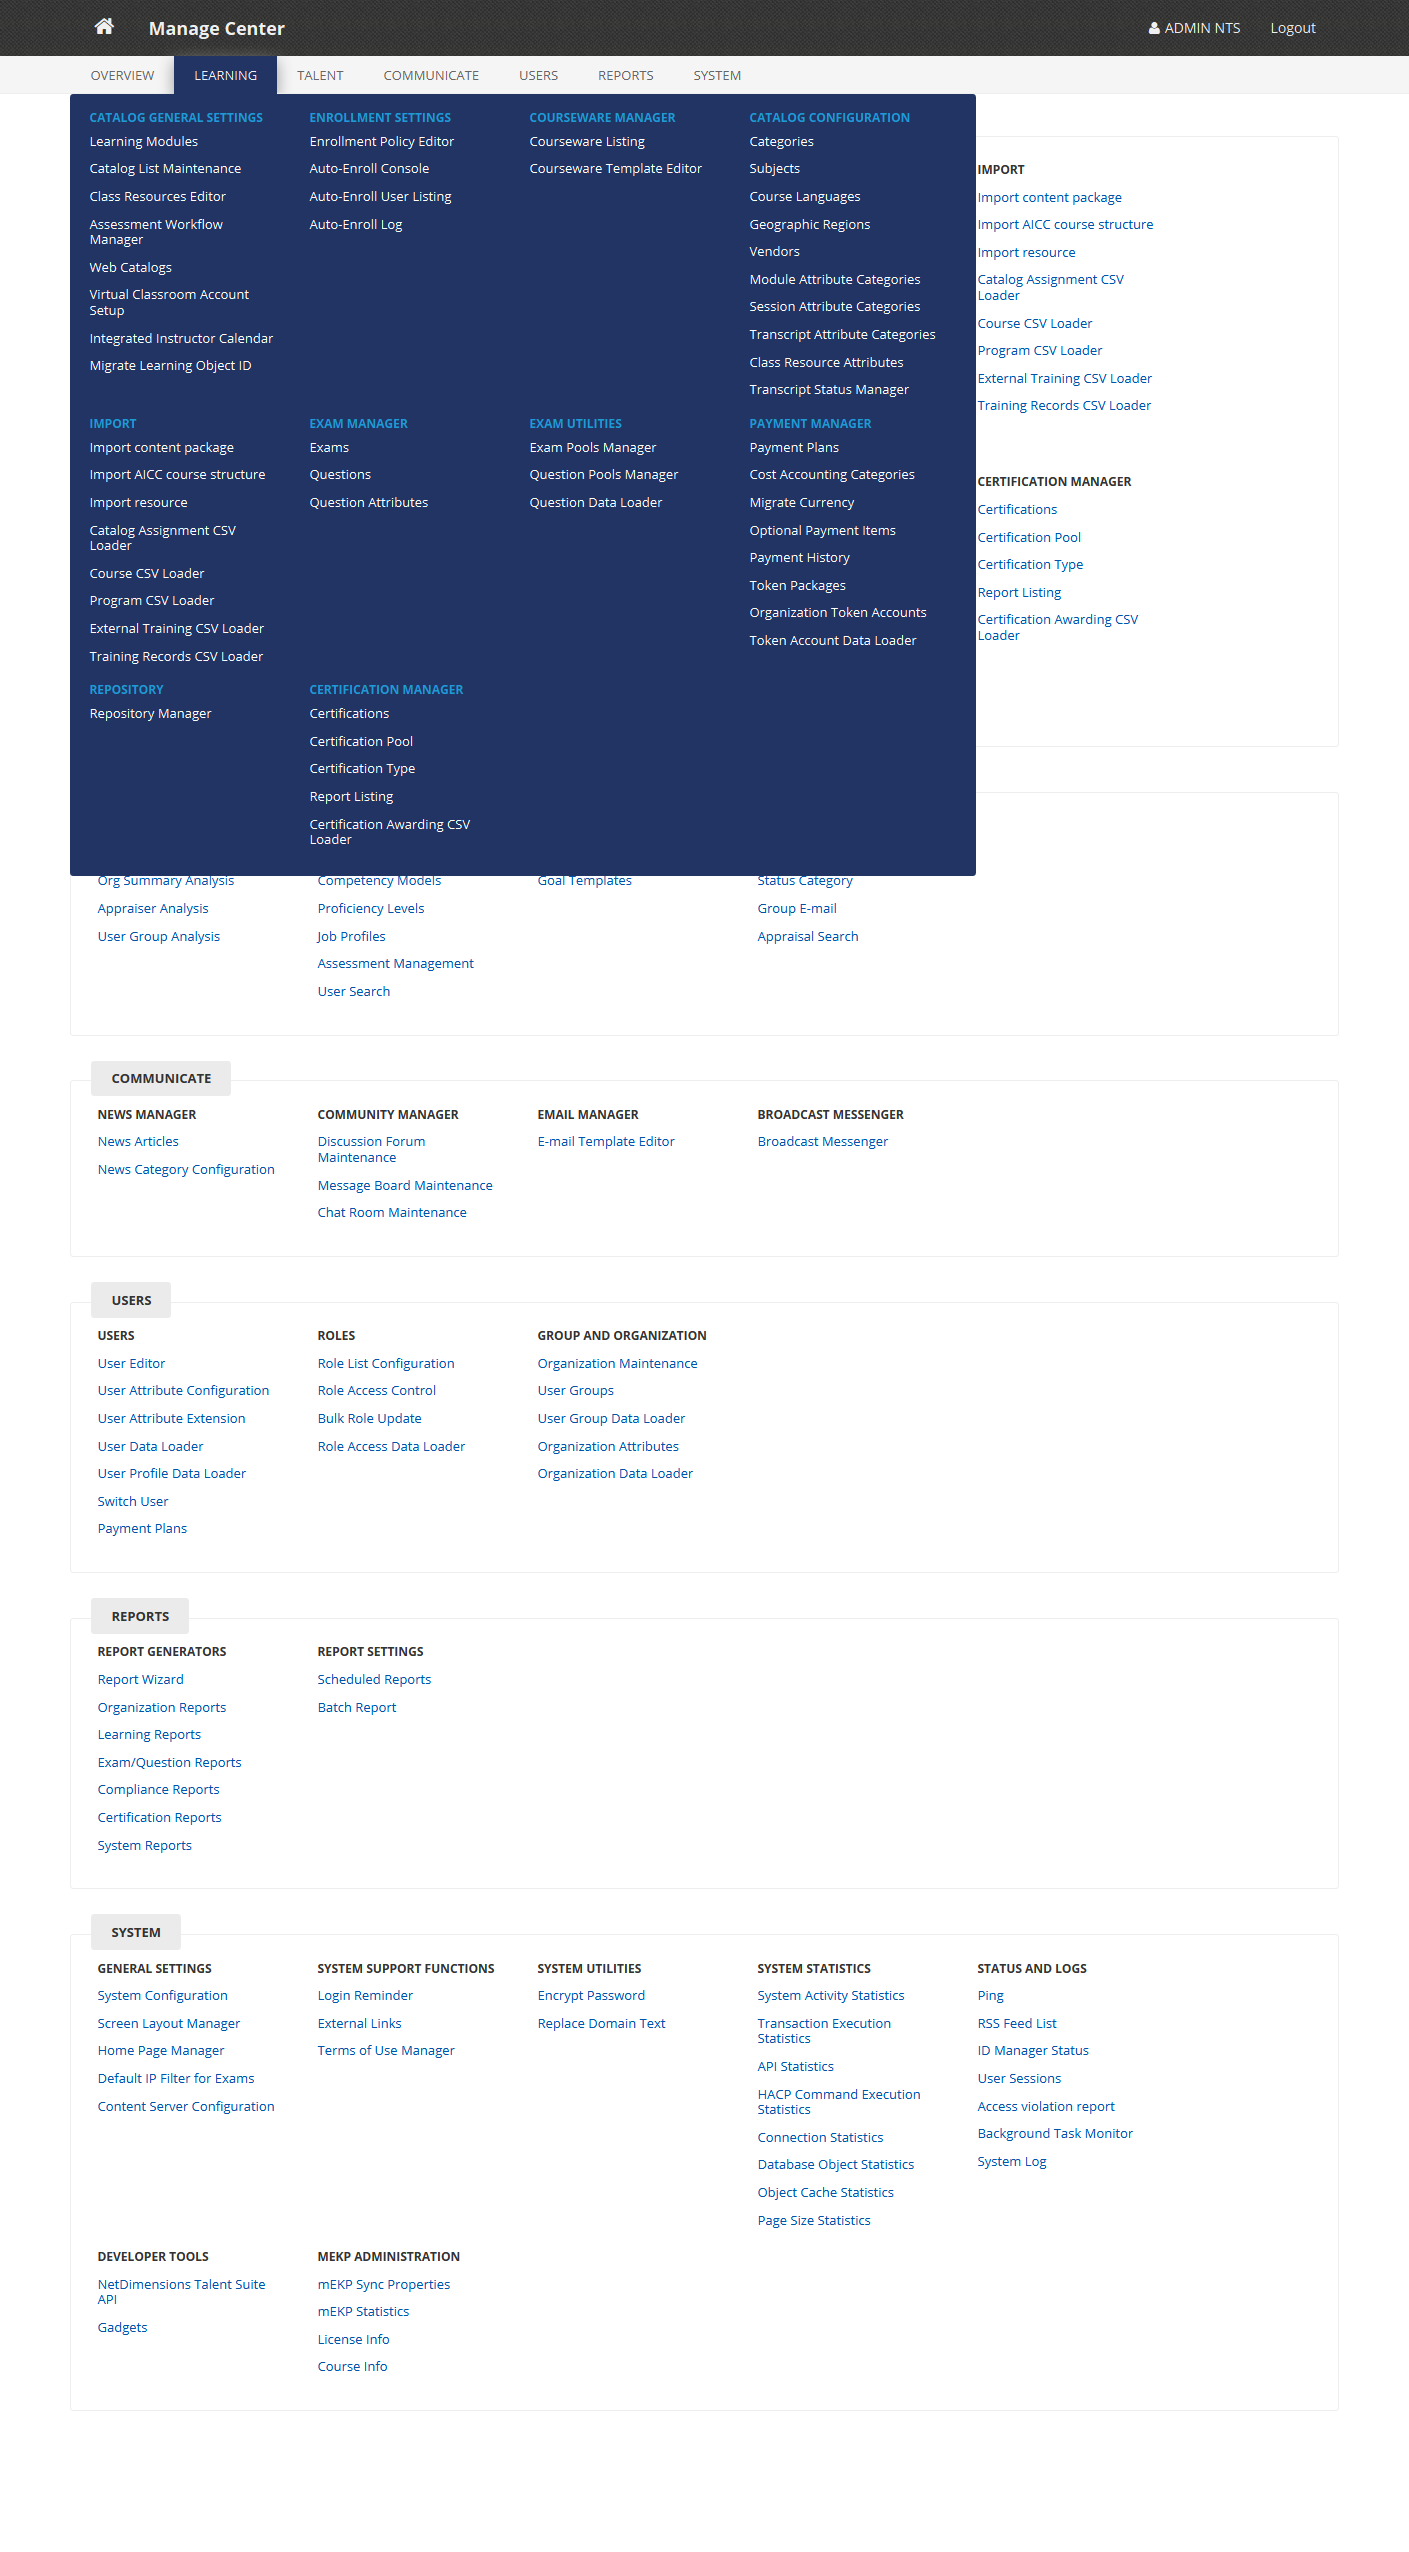 Manage Center
ADMIN NTS
Logout
OVERVIEW
LEARNING
TALENT
COMMUNICATE
USERS
REPORTS
SYSTEM
CATALOG GENERAL SETTINGS
Learning Modules
Catalog List Maintenance
Class Resources Editor
Assessment Workflow
Manager
Web Catalogs
Virtual Classroom Account
Setup
Integrated Instructor Calendar
Migrate Learning Object ID
ENROLLMENT SETTINGS
Enrollment Policy Editor
Auto-Enroll Console
Auto-Enroll User Listing
Auto-Enroll Log
COURSEWARE MANAGER
Courseware Listing
Courseware Template Editor
CATALOG CONFIGURATION
Categories
Subjects
Course Languages
Geographic Regions
Vendors
Module Attribute Categories
Session Attribute Categories
Transcript Attribute Categories
Class Resource Attributes
Transcript Status Manager
IMPORT
Import content package
Import AICC course structure
Import resource
Catalog Assignment CSV
Loader
Course CSV Loader
Program CSV Loader
External Training CSV Loader
Training Records CSV Loader
EXAM MANAGER
Exams
Questions
Question Attributes
EXAM UTILITIES
Exam Pools Manager
Question Pools Manager
Question Data Loader
PAYMENT MANAGER
Payment Plans
Cost Accounting Categories
Migrate Currency
Optional Payment Items
Payment History
Token Packages
Organization Token Accounts
Token Account Data Loader
REPOSITORY
Repository Manager
CERTIFICATION MANAGER
Certifications
Certification Pool
Certification Type
Report Listing
Certification Awarding CSV
Loader
IMPORT
Import content package
Import AICC course structure
Import resource
Catalog Assignment CSV
Loader
Course CSV Loader
Program CSV Loader
External Training CSV Loader
Training Records CSV Loader
CERTIFICATION MANAGER
Certifications
Certification Pool
Certification Type
Report Listing
Certification Awarding CSV
Loader
Org Summary Analysis
Appraiser Analysis
User Group Analysis
Competency Models
Proficiency Levels
Job Profiles
Assessment Management
User Search
Goal Templates
Status Category
Group E-mail
Appraisal Search
COMMUNICATE
NEWS MANAGER
News Articles
News Category Configuration
COMMUNITY MANAGER
Discussion Forum
Maintenance
Message Board Maintenance
Chat Room Maintenance
EMAIL MANAGER
E-mail Template Editor
BROADCAST MESSENGER
Broadcast Messenger
USERS
USERS
User Editor
User Attribute Configuration
User Attribute Extension
User Data Loader
User Profile Data Loader
Switch User
Payment Plans
ROLES
Role List Configuration
Role Access Control
Bulk Role Update
Role Access Data Loader
GROUP AND ORGANIZATION
Organization Maintenance
User Groups
User Group Data Loader
Organization Attributes
Organization Data Loader
REPORTS
REPORT GENERATORS
Report Wizard
Organization Reports
Learning Reports
Exam/Question Reports
Compliance Reports
Certification Reports
System Reports
REPORT SETTINGS
Scheduled Reports
Batch Report
SYSTEM
GENERAL SETTINGS
System Configuration
Screen Layout Manager
Home Page Manager
Default IP Filter for Exams
Content Server Configuration
SYSTEM SUPPORT FUNCTIONS
Login Reminder
External Links
Terms of Use Manager
SYSTEM UTILITIES
Encrypt Password
Replace Domain Text
SYSTEM STATISTICS
System Activity Statistics
Transaction Execution
Statistics
API Statistics
HACP Command Execution
Statistics
Connection Statistics
Database Object Statistics
Object Cache Statistics
Page Size Statistics
STATUS AND LOGS
Ping
RSS Feed List
ID Manager Status
User Sessions
Access violation report
Background Task Monitor
System Log
DEVELOPER TOOLS
NetDimensions Talent Suite
API
Gadgets
MEKP ADMINISTRATION
mEKP Sync Properties
mEKP Statistics
License Info
Course Info